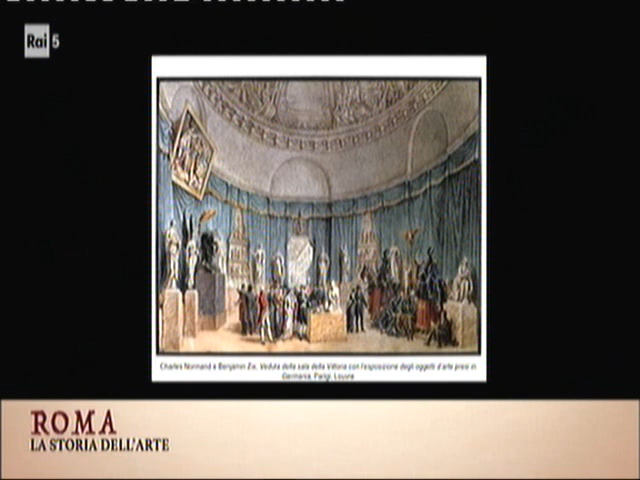 Rai 5
Charles Normand e Benjamin Zix, Veduta della sala della Vittoria con l'esposizione degli oggetti d'arte presi in
Germania, Parigi, Louvre
ROMA
LA STORIA DELL'ARTE